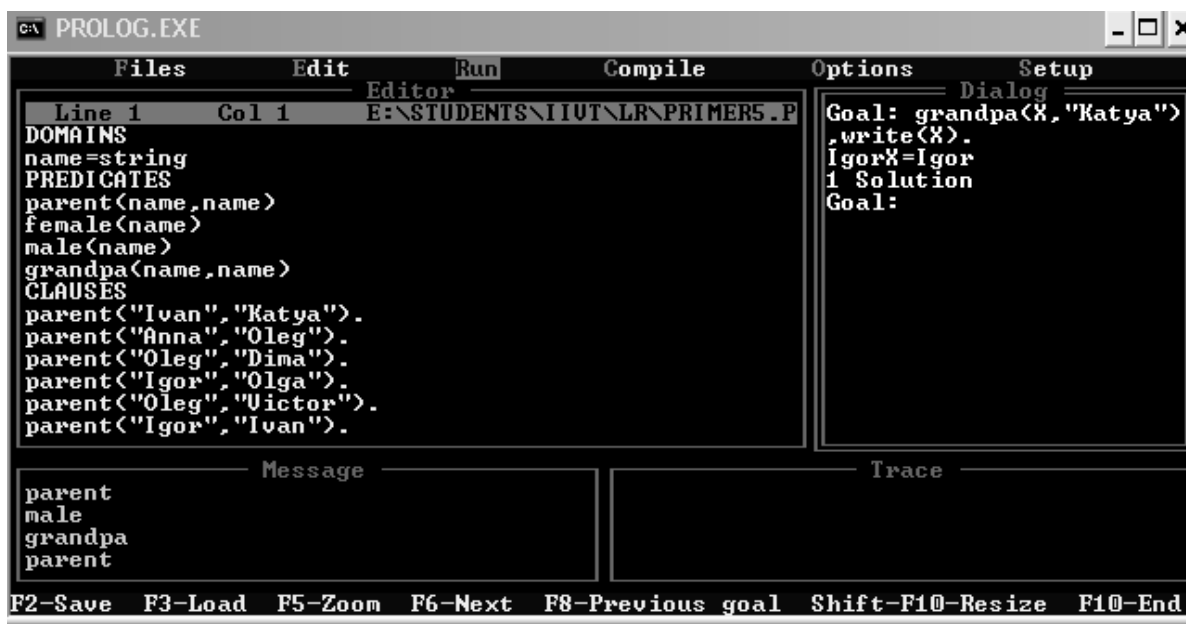 PROLOG.EXE
Files Edit Run Compile Options Setup
Editor
Line 1 Col 1 E:\STUDENTS\IIVT\LR\PRIMER5.P
DOMAINS
name=string
PREDICATES
parent(name,name)
female(name)
male(name)
grandpa(name,name)
CLAUSES
parent("Ivan","Katya").
parent("Anna","Oleg").
parent("Oleg","Dima").
parent("Igor","Olga").
parent("Oleg","Victor").
parent("Igor","Ivan").
Dialog
Goal: grandpa(X,"Katya")
,write(X).
IgorX=Igor
1 Solution
Goal:
Message
parent
male
grandpa
parent
Trace
F2-Save F3-Load F5-Zoom F6-Next F8-Previous goal Shift-F10-Resize F10-End